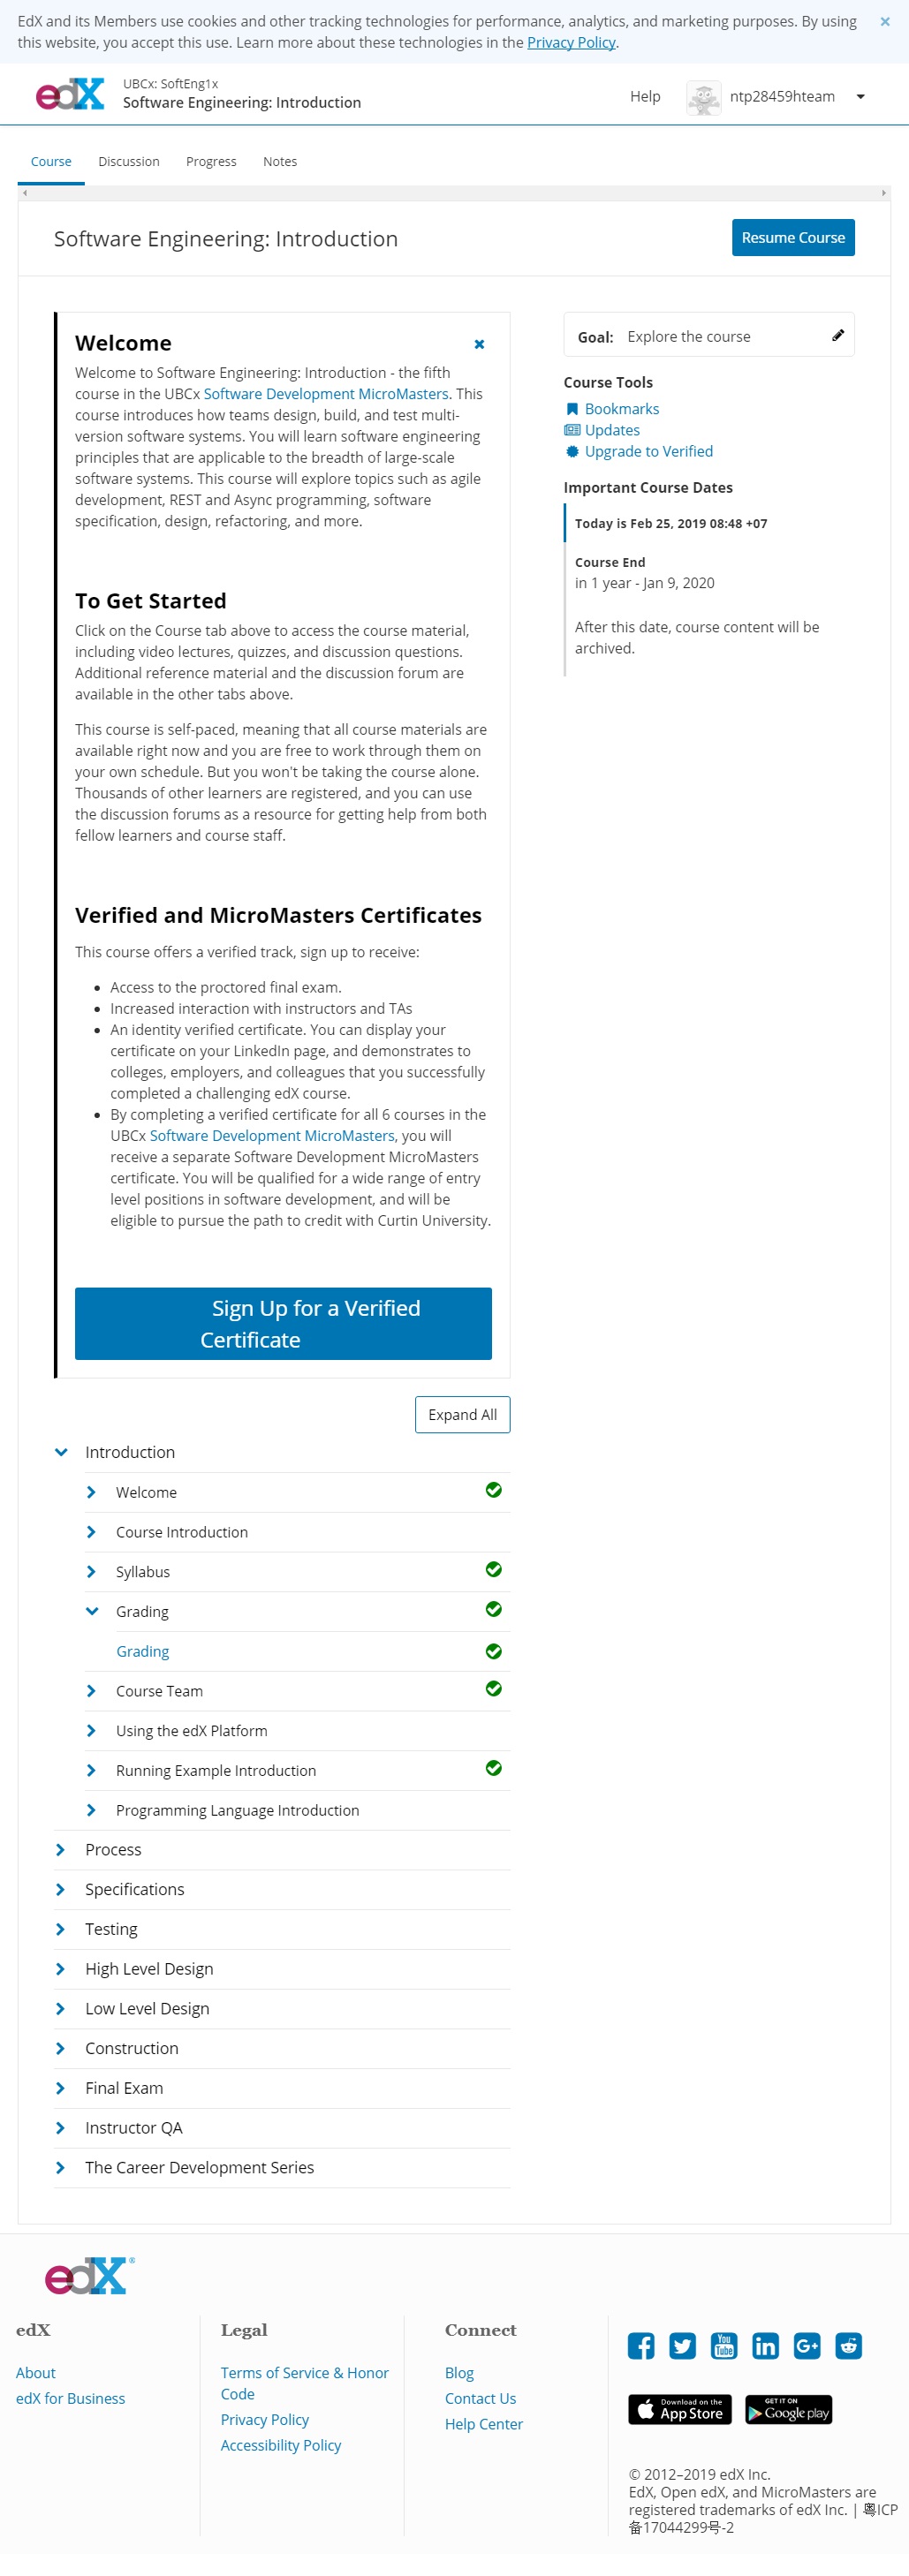 EdX and its Members use cookies and other tracking technologies for performance, analytics, and marketing purposes. By using
this website, you accept this use. Learn more about these technologies in the Privacy Policy.
×
edX
UBCx: SoftEng1x
Software Engineering: Introduction
Help
ntp28459hteam
Course
Discussion
Progress
Notes
Software Engineering: Introduction
Resume Course
Welcome
Welcome to Software Engineering: Introduction - the fifth
course in the UBCx Software Development MicroMasters. This
course introduces how teams design, build, and test multi-
version software systems. You will learn software engineering
principles that are applicable to the breadth of large-scale
software systems. This course will explore topics such as agile
development, REST and Async programming, software
specification, design, refactoring, and more.
To Get Started
Click on the Course tab above to access the course material,
including video lectures, quizzes, and discussion questions.
Additional reference material and the discussion forum are
available in the other tabs above.
This course is self-paced, meaning that all course materials are
available right now and you are free to work through them on
your own schedule. But you won't be taking the course alone.
Thousands of other learners are registered, and you can use
the discussion forums as a resource for getting help from both
fellow learners and course staff.
Verified and MicroMasters Certificates
This course offers a verified track, sign up to receive:
• Access to the proctored final exam.
• Increased interaction with instructors and TAs
• An identity verified certificate. You can display your
certificate on your LinkedIn page, and demonstrates to
colleges, employers, and colleagues that you successfully
completed a challenging edX course.
• By completing a verified certificate for all 6 courses in the
UBCx Software Development MicroMasters, you will
receive a separate Software Development MicroMasters
certificate. You will be qualified for a wide range of entry
level positions in software development, and will be
eligible to pursue the path to credit with Curtin University.
Sign Up for a Verified
Certificate
Goal: Explore the course
Course Tools
Bookmarks
Updates
Upgrade to Verified
Important Course Dates
Today is Feb 25, 2019 08:48 +07
Course End
in 1 year - Jan 9, 2020
After this date, course content will be
archived.
Expand All
Introduction
Welcome
Course Introduction
Syllabus
Grading
Grading
Course Team
Using the edX Platform
Running Example Introduction
Programming Language Introduction
Process
Specifications
Testing
High Level Design
Low Level Design
Construction
Final Exam
Instructor QA
The Career Development Series
edX®
edX
About
edX for Business
Legal
Terms of Service & Honor
Code
Privacy Policy
Accessibility Policy
Connect
Blog
Contact Us
Help Center
You
Tube
in
G+
Download on the
App Store
GET IT ON
Google play
© 2012–2019 edX Inc.
EdX, Open edX, and MicroMasters are
registered trademarks of edX Inc. | 粤ICP
备17044299号-2